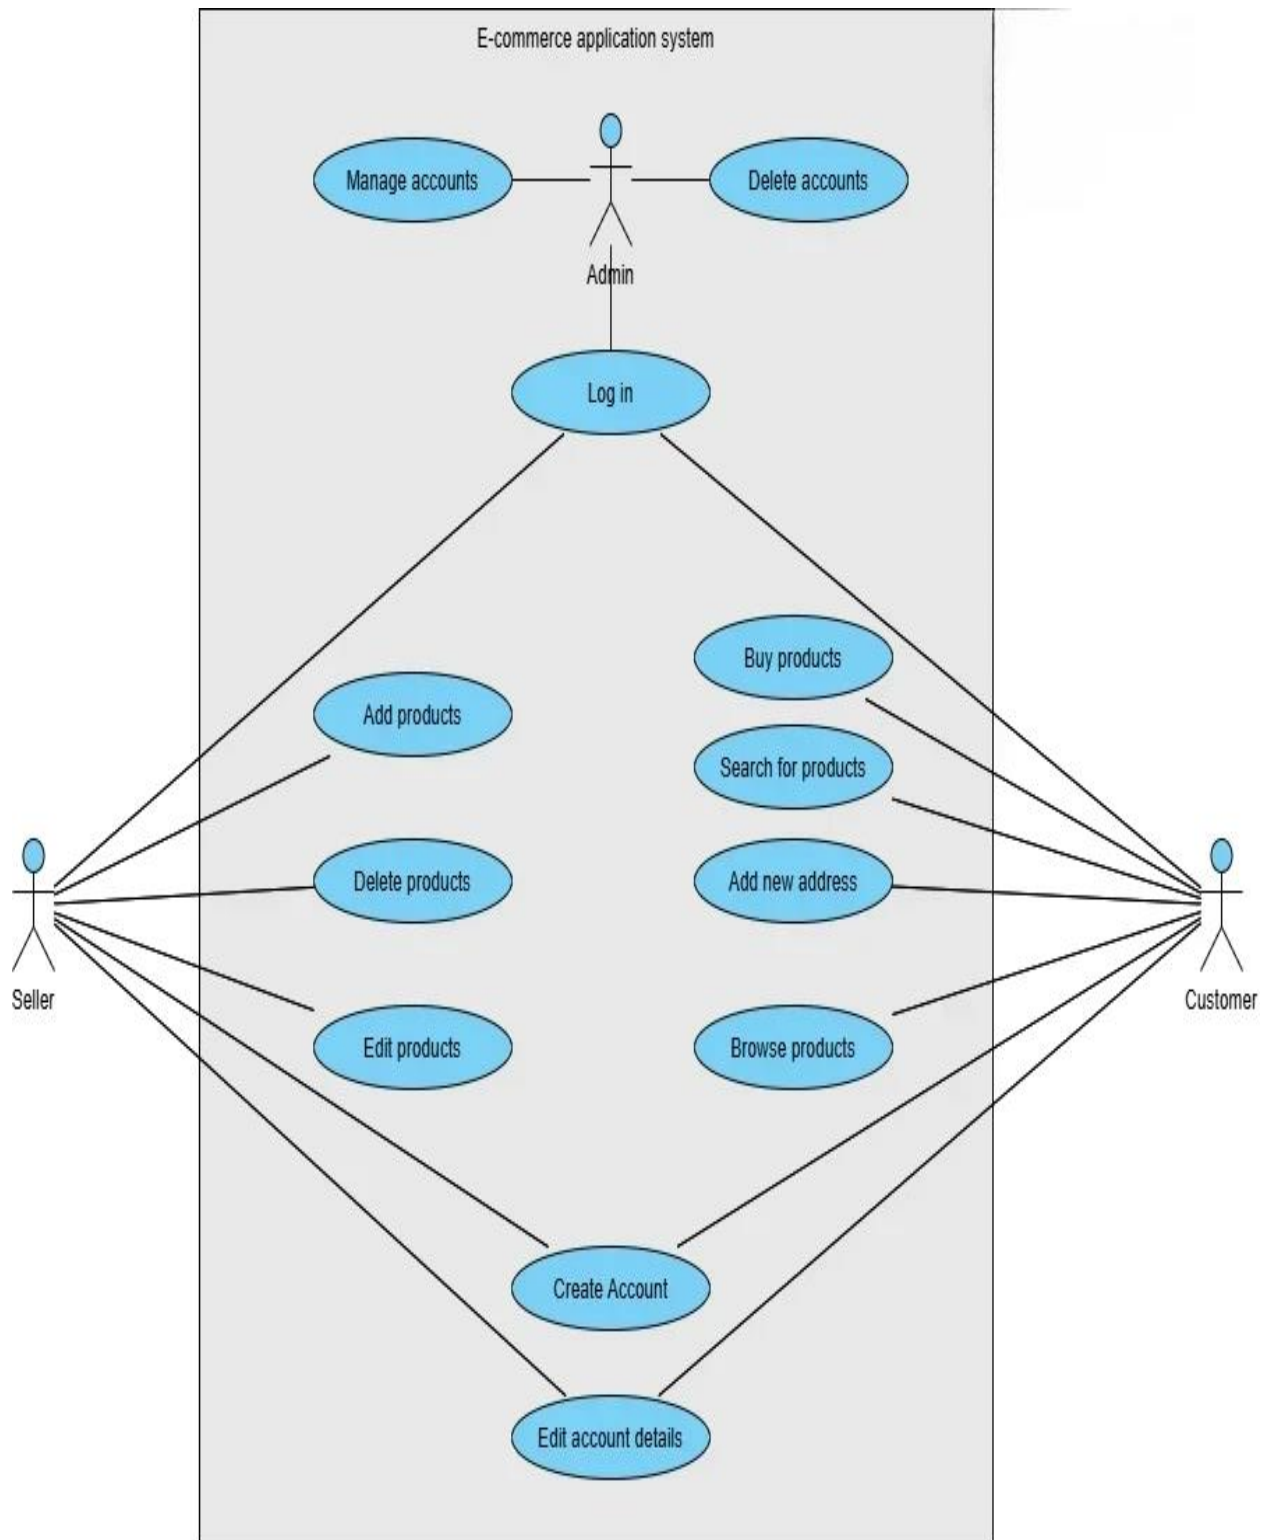 E-commerce application system
Manage accounts
Delete accounts
Admin
Log in
Buy products
Add products
Search for products
Delete products
Add new address
Seller
Customer
Edit products
Browse products
Create Account
Edit account details